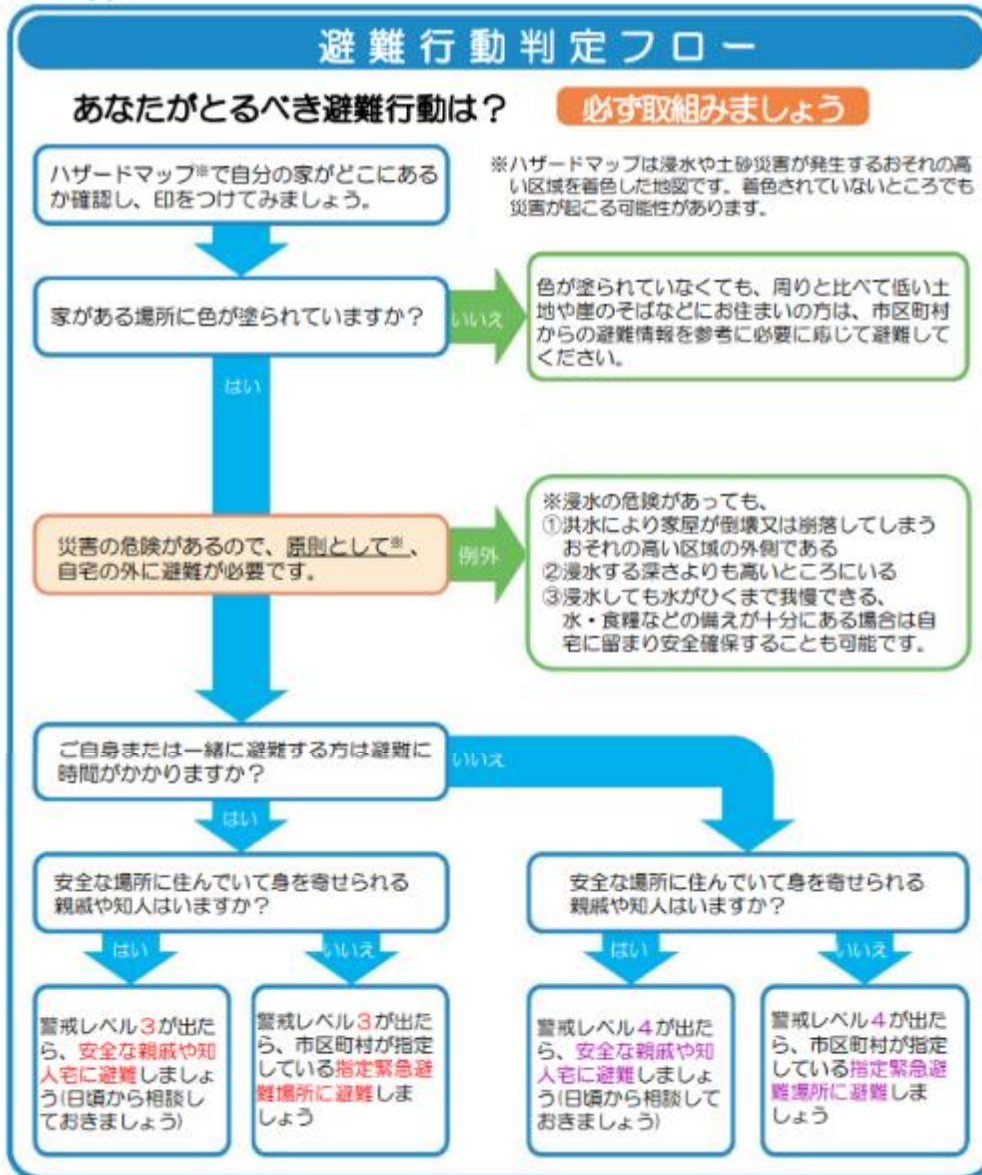 避難行動判定フロー
あなたがとるべき避難行動は？
必ず取組みましょう
ハザードマップ※で自分の家がどこにある
か確認し、印をつけてみましょう。
※ハザードマップは浸水や土砂災害が発生するおそれの高
い区域を着色した地図です。着色されていないところでも
災害が起こる可能性があります。
家がある場所に色が塗られていますか？
いいえ
色が塗られていなくても、周りと比べて低い土
地や崖のそばなどにお住まいの方は、市区町村
からの避難情報を参考に必要に応じて避難して
ください。
はい
災害の危険があるので、原則として※、
自宅の外に避難が必要です。
例外
※浸水の危険があっても、
①洪水により家屋が倒壊又は崩落してしまう
おそれの高い区域の外側である
②浸水する深さよりも高いところにいる
③浸水しても水がひくまで我慢できる、
水・食糧などの備えが十分にある場合は自
宅に留まり安全確保することも可能です。
ご自身または一緒に避難する方は避難に
時間がかかりますか？
いいえ
はい
安全な場所に住んでいて身を寄せられる
親戚や知人はいますか？
はい
いいえ
警戒レベル3が出た
ら、安全な親戚や知
人宅に避難しましょ
う(日頃から相談し
ておきましょう)
警戒レベル3が出た
ら、市区町村が指定
している指定緊急避
難場所に避難しま
しょう
安全な場所に住んでいて身を寄せられる
親戚や知人はいますか？
はい
いいえ
警戒レベル4が出た
ら、安全な親戚や知
人宅に避難しましょ
う(日頃から相談して
おきましょう)
警戒レベル4が出た
ら、市区町村が指定
している指定緊急避
難場所に避難しま
しょう